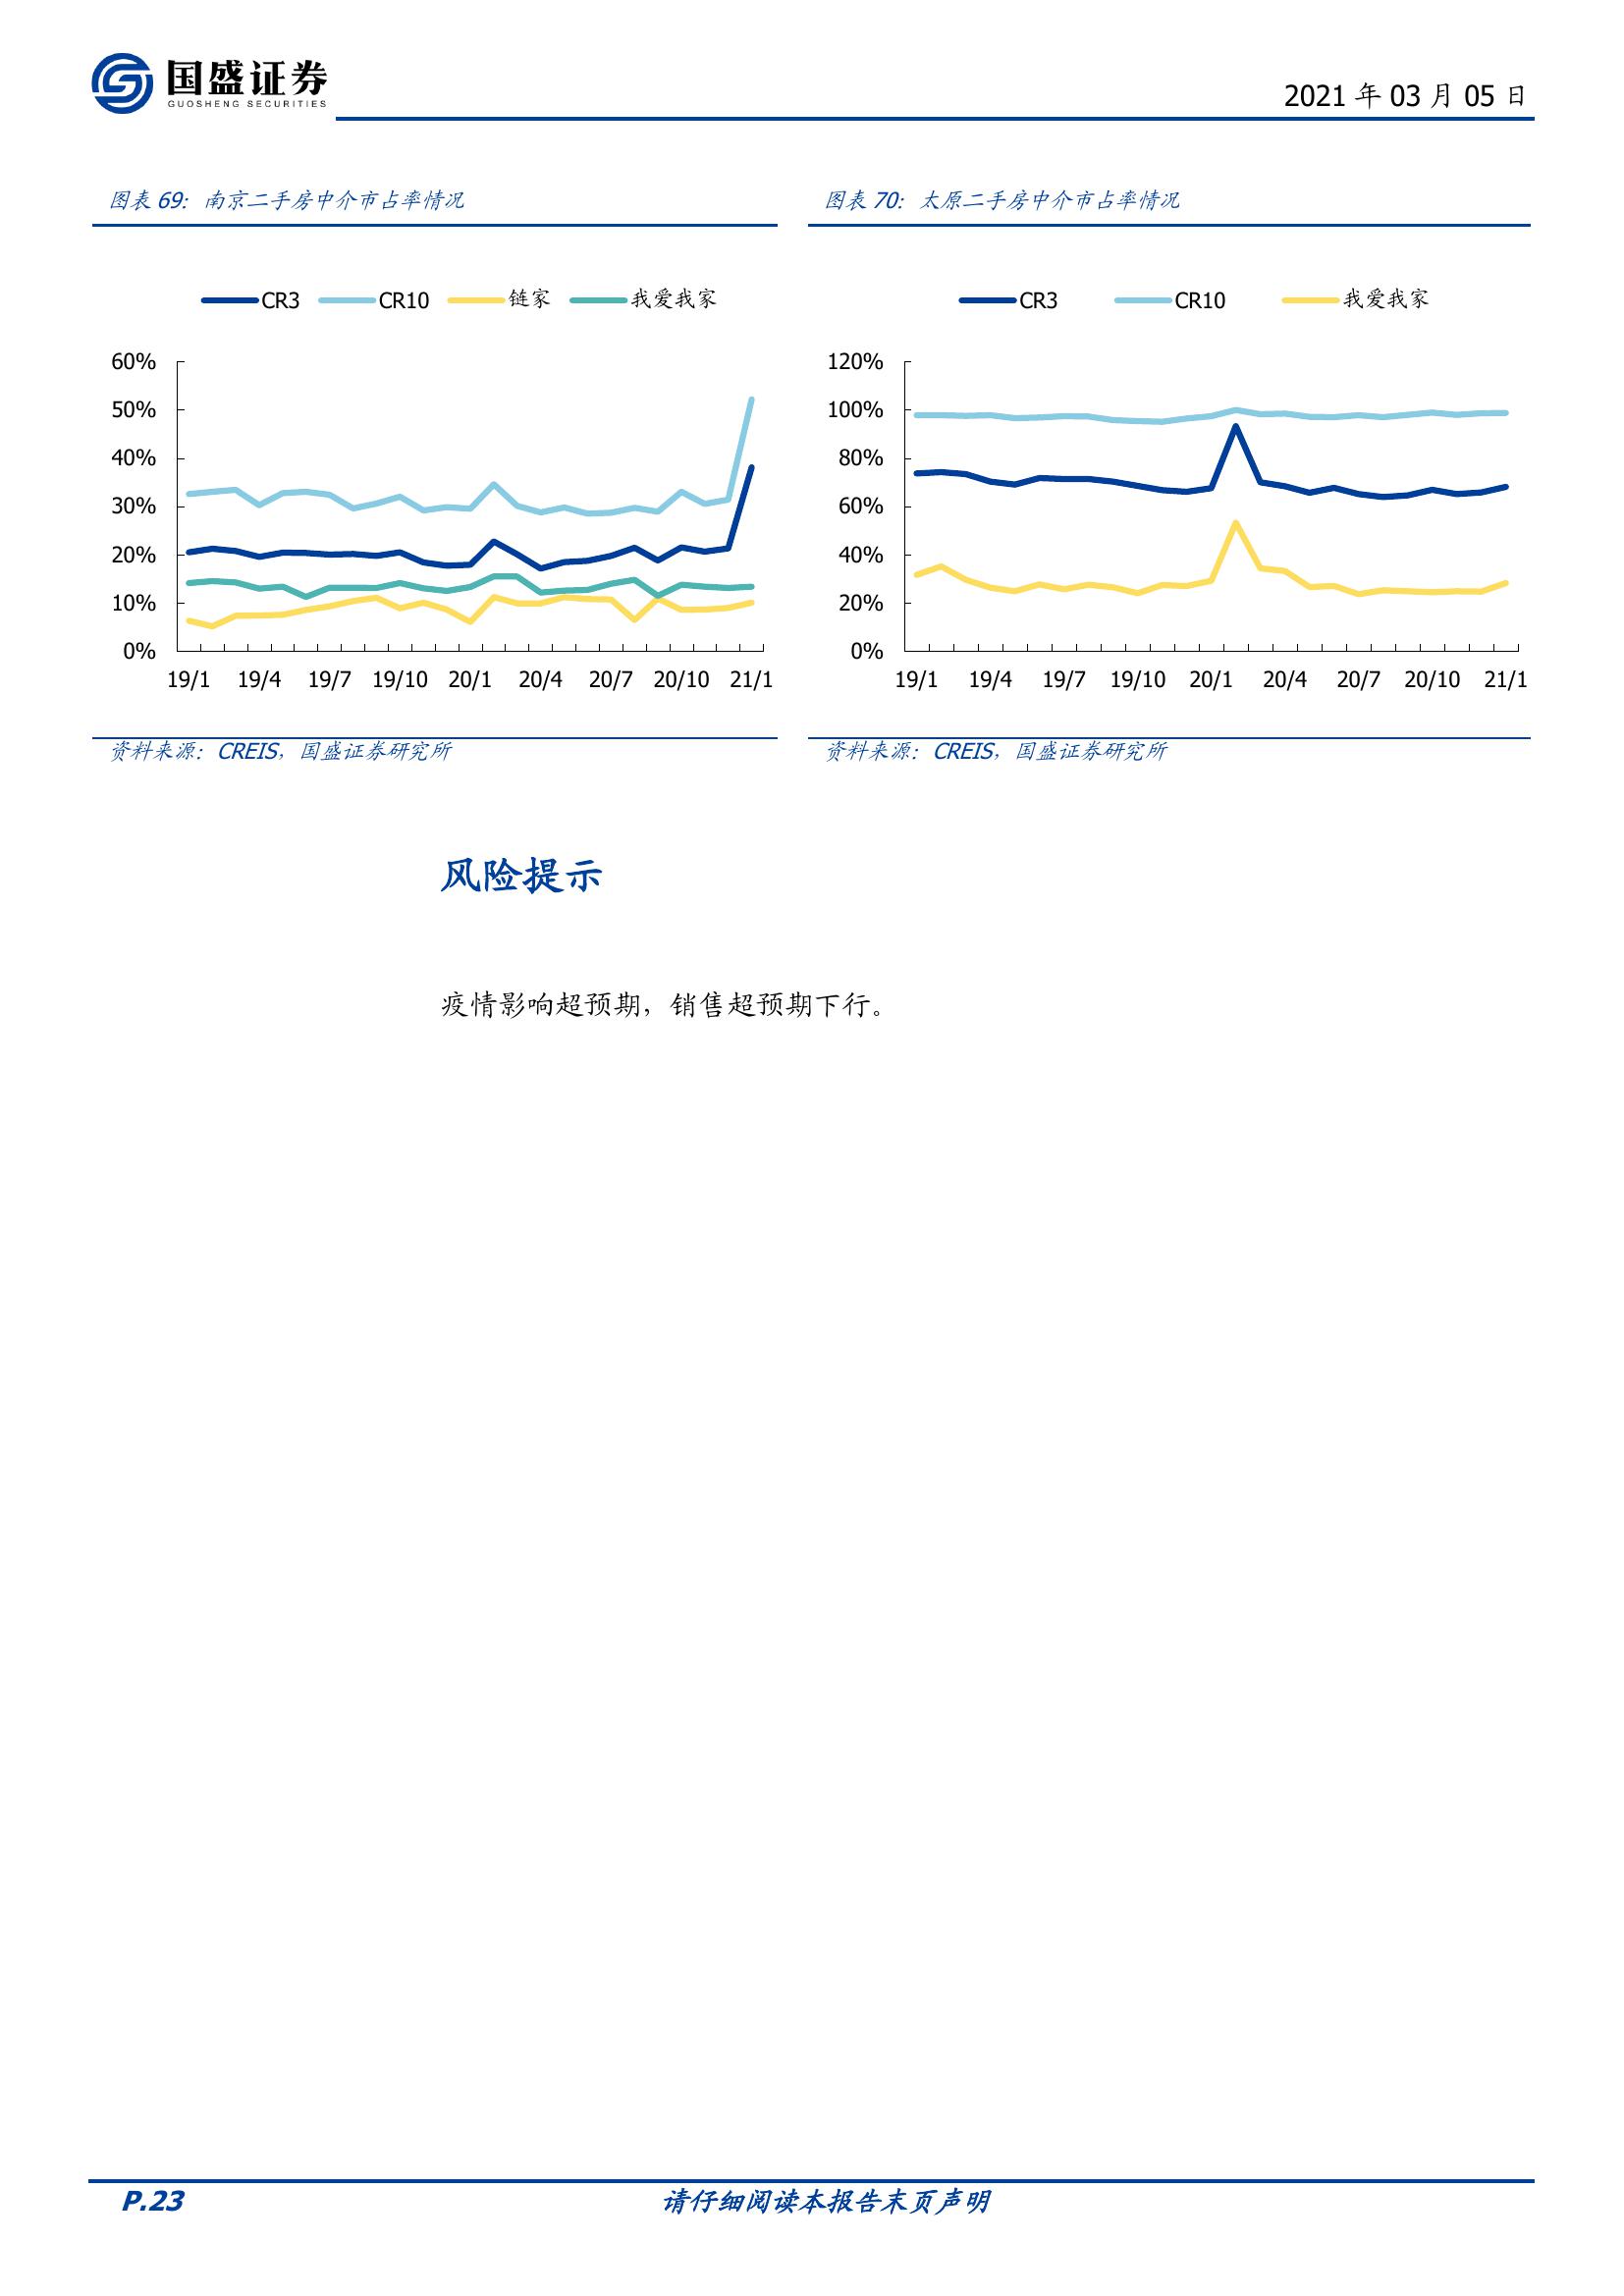 国盛证券
GUOSHENG SECURITIES
2021 年 03 月 05 日
图表 69：南京二手房中介市占率情况
CR3 CR10 链家 我爱我家
60%
50%
40%
30%
20%
10%
0%
19/1 19/4 19/7 19/10 20/1 20/4 20/7 20/10 21/1
资料来源：CREIS，国盛证券研究所
图表 70：太原二手房中介市占率情况
CR3 CR10 我爱我家
120%
100%
80%
60%
40%
20%
0%
19/1 19/4 19/7 19/10 20/1 20/4 20/7 20/10 21/1
资料来源：CREIS，国盛证券研究所
风险提示
疫情影响超预期，销售超预期下行。
P.23 请仔细阅读本报告末页声明